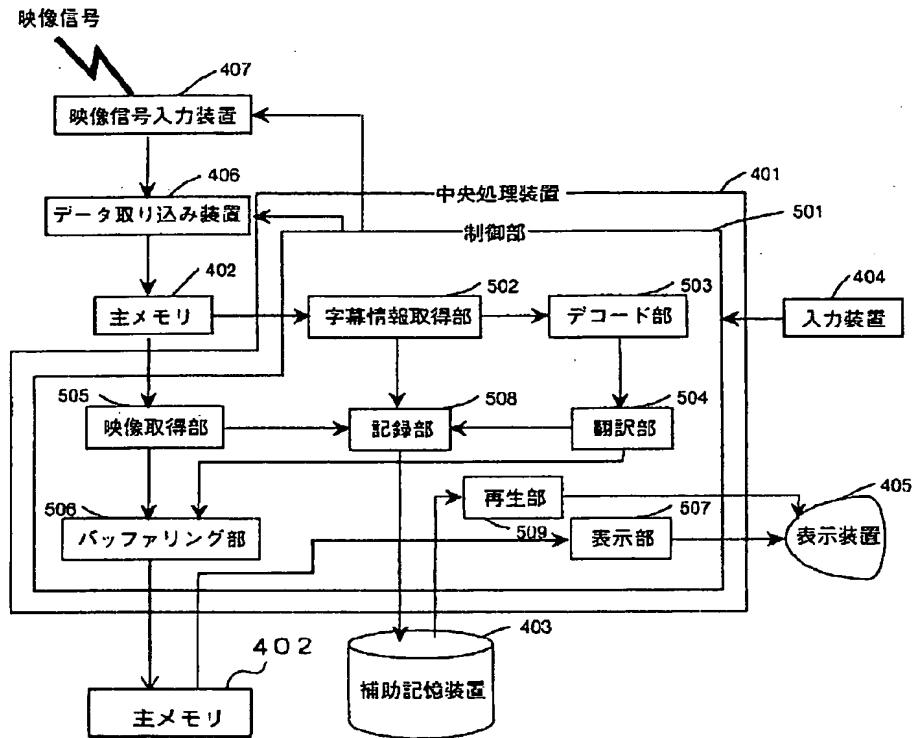 映像信号
407
映像信号入力装置
406
データ取り込み装置
中央処理装置
401
制御部
501
402
主メモリ
502
字幕情報取得部
503
デコード部
404
入力装置
505
映像取得部
508
記録部
504
翻訳部
506
バッファリング部
再生部
509
507
表示部
405
表示装置
402
主メモリ
403
補助記憶装置